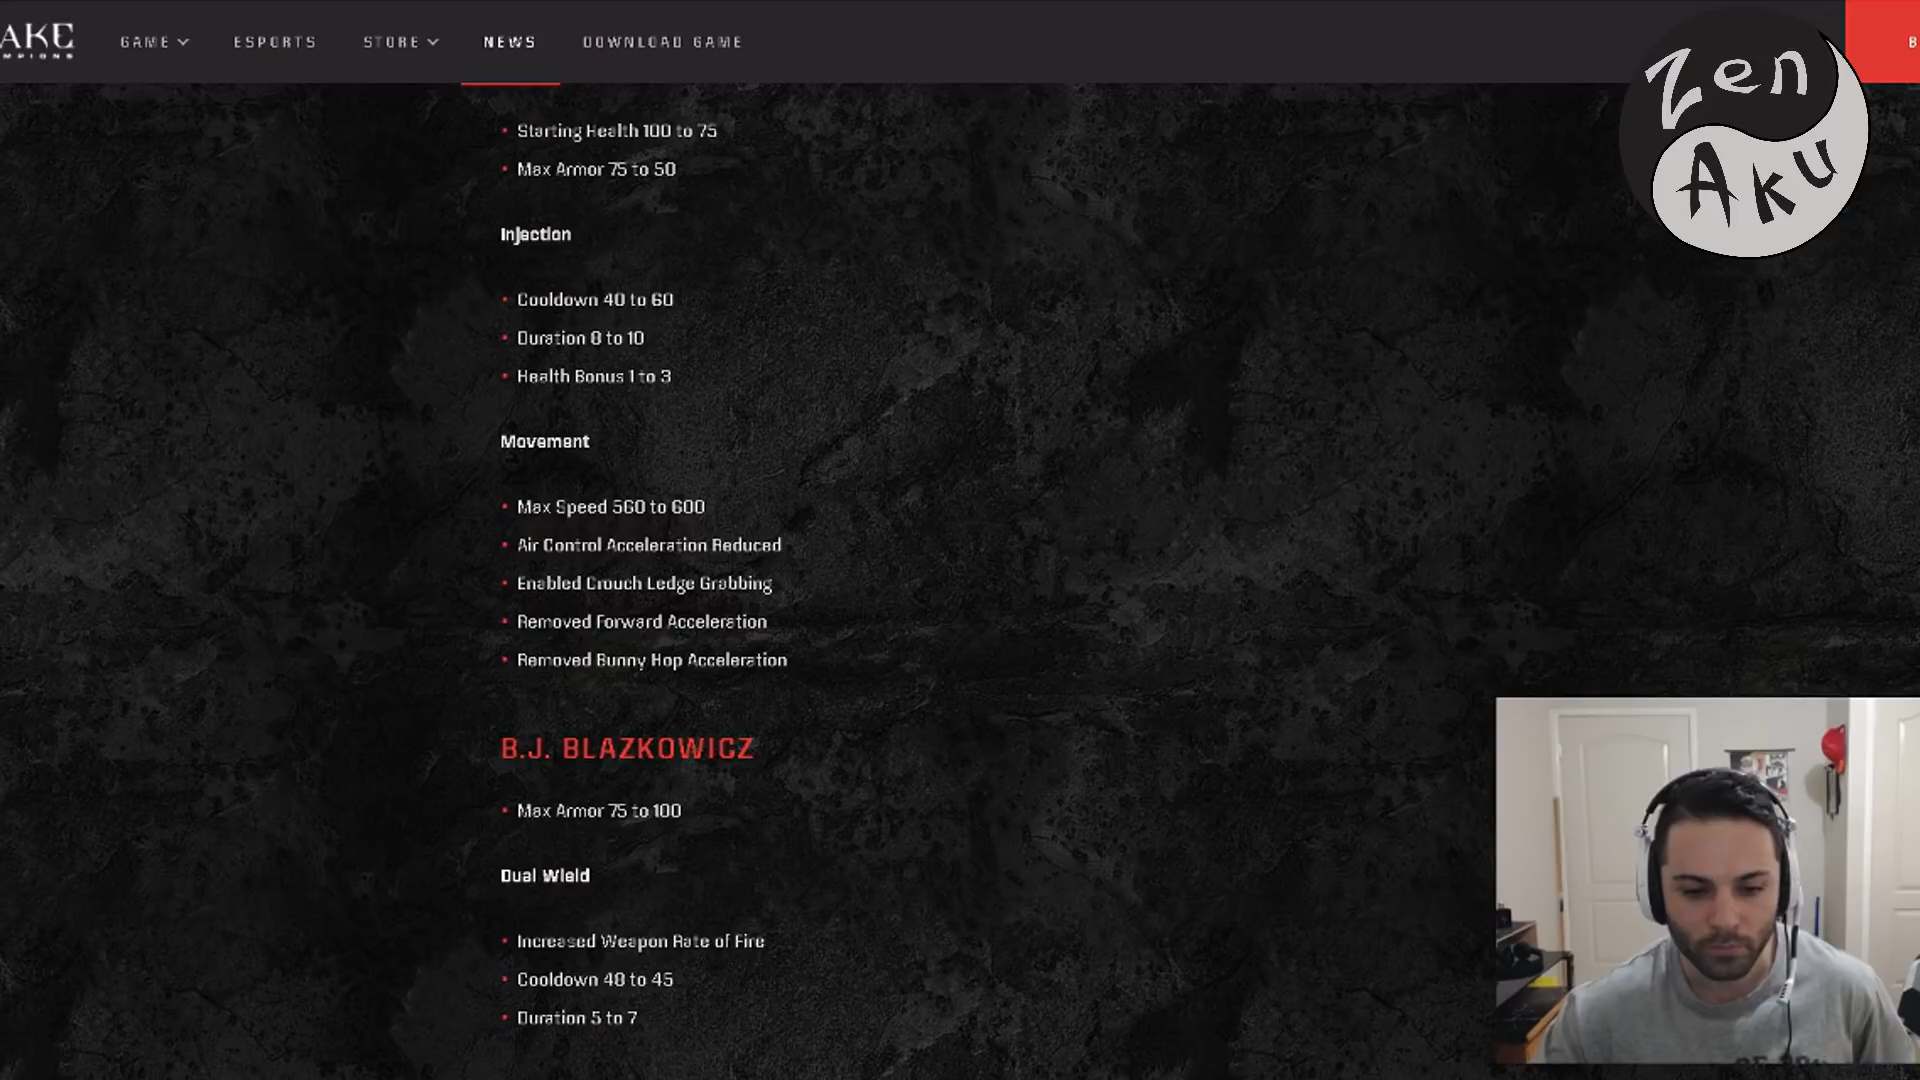 AKE
MPIONS
GAME
ESPORTS
STORE
NEWS
DOWNLOAD GAME
B
Zen
Aku
Starting Health 100 to 75
Max Armor 75 to 50
Injection
Cooldown 40 to 60
Duration 8 to 10
Health Bonus 1 to 3
Movement
Max Speed 560 to 600
Air Control Acceleration Reduced
Enabled Crouch Ledge Grabbing
Removed Forward Acceleration
Removed Bunny Hop Acceleration
B.J. BLAZKOWICZ
Max Armor 75 to 100
Dual Wield
Increased Weapon Rate of Fire
Cooldown 48 to 45
Duration 5 to 7